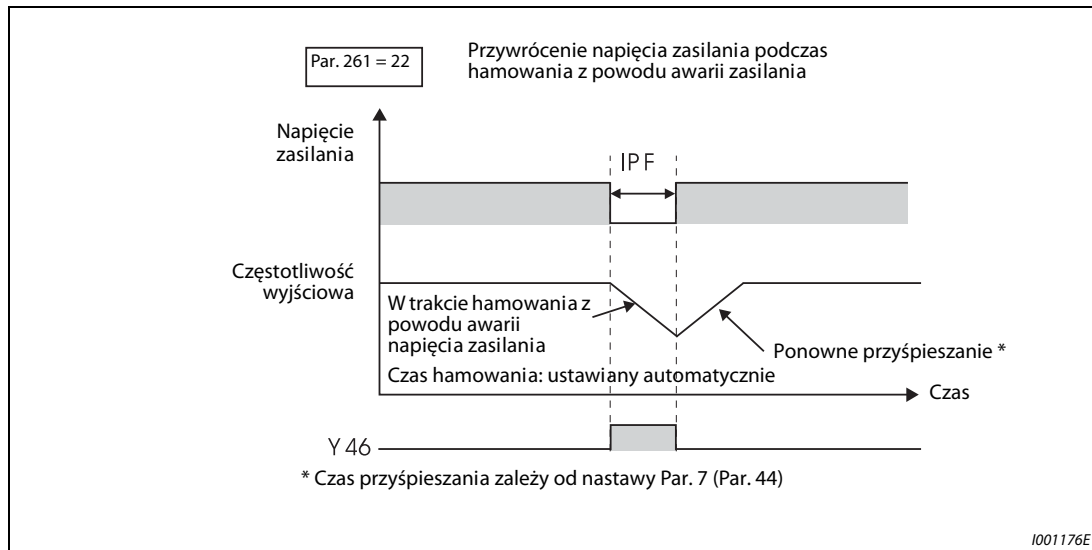 Par. 261 = 22
Przywrócenie napięcia zasilania podczas
hamowania z powodu awarii zasilania
Napięcie
zasilania
IPF
Częstotliwość
wyjściowa
W trakcie hamowania z
powodu awarii
napięcia zasilania
Ponowne przyśpieszanie *
Czas hamowania: ustawiany automatycznie
Czas
Y 46
* Czas przyśpieszania zależy od nastawy Par. 7 (Par. 44)
I001176E